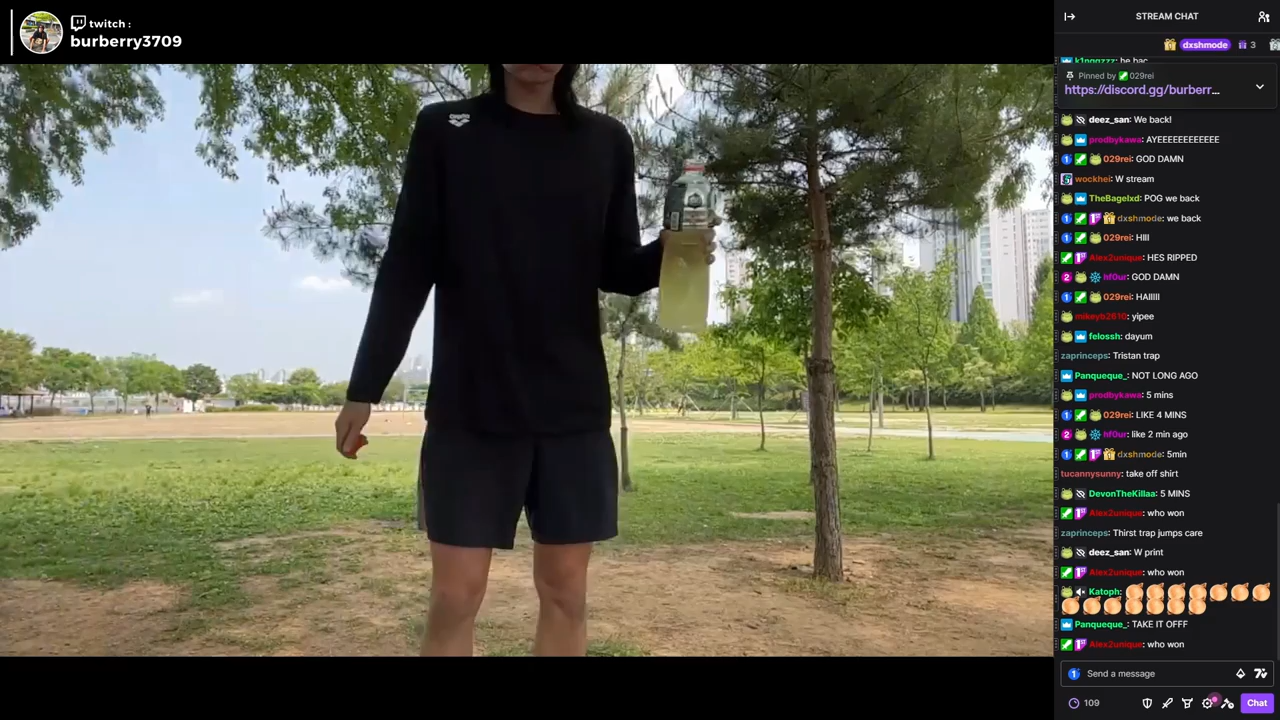 twitch :
burberry3709
STREAM CHAT
dxshmode 3
k1nggzzz: he bac
Pinned by 029rei
https://discord.gg/burberr...
deez_san: We back!
prodbykawa: AYEEEEEEEEEEE
029rei: GOD DAMN
wockhei: W stream
TheBagelxd: POG we back
dxshmode: we back
029rei: HIII
Alex2unique: HES RIPPED
hf0ur: GOD DAMN
029rei: HAIIIII
mikeyb2610: yipee
felossh: dayum
zaprinceps: Tristan trap
Panqueque_: NOT LONG AGO
prodbykawa: 5 mins
029rei: LIKE 4 MINS
hf0ur: like 2 min ago
dxshmode: 5min
tucannysunny: take off shirt
DevonTheKillaa: 5 MINS
Alex2unique: who won
zaprinceps: Thirst trap jumps care
deez_san: W print
Alex2unique: who won
Katoph:
Panqueque_: TAKE IT OFFF
Alex2unique: who won
Send a message
109
Chat
arena